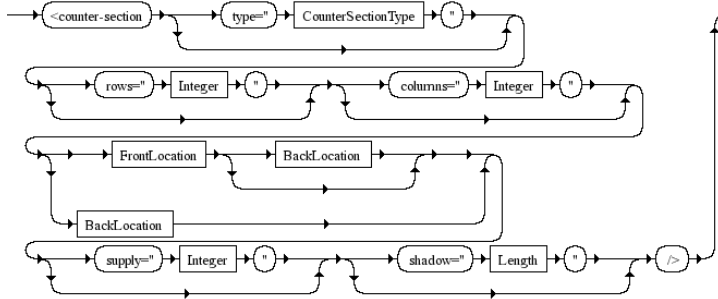 <counter-section type=" CounterSectionType "
rows=" Integer " columns=" Integer "
FrontLocation BackLocation
BackLocation
supply=" Integer " shadow=" Length " />